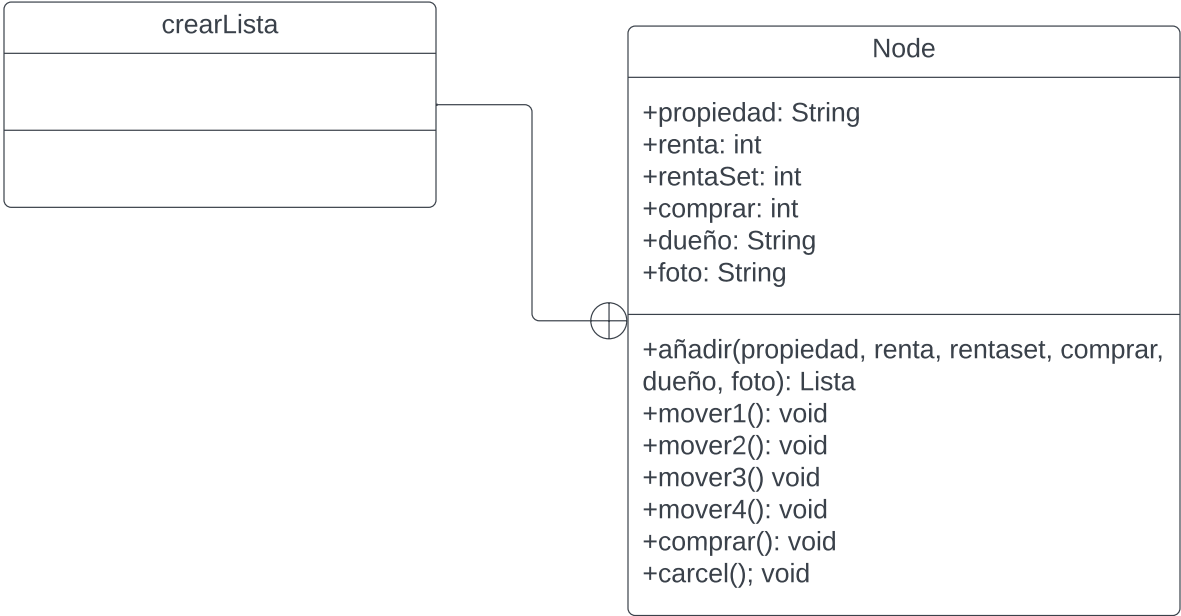 crearLista
Node
+propiedad: String
+renta: int
+rentaSet: int
+comprar: int
+dueño: String
+foto: String
+añadir(propiedad, renta, rentaset, comprar,
dueño, foto): Lista
+mover1(): void
+mover2(): void
+mover3() void
+mover4(): void
+comprar(): void
+carcel(); void